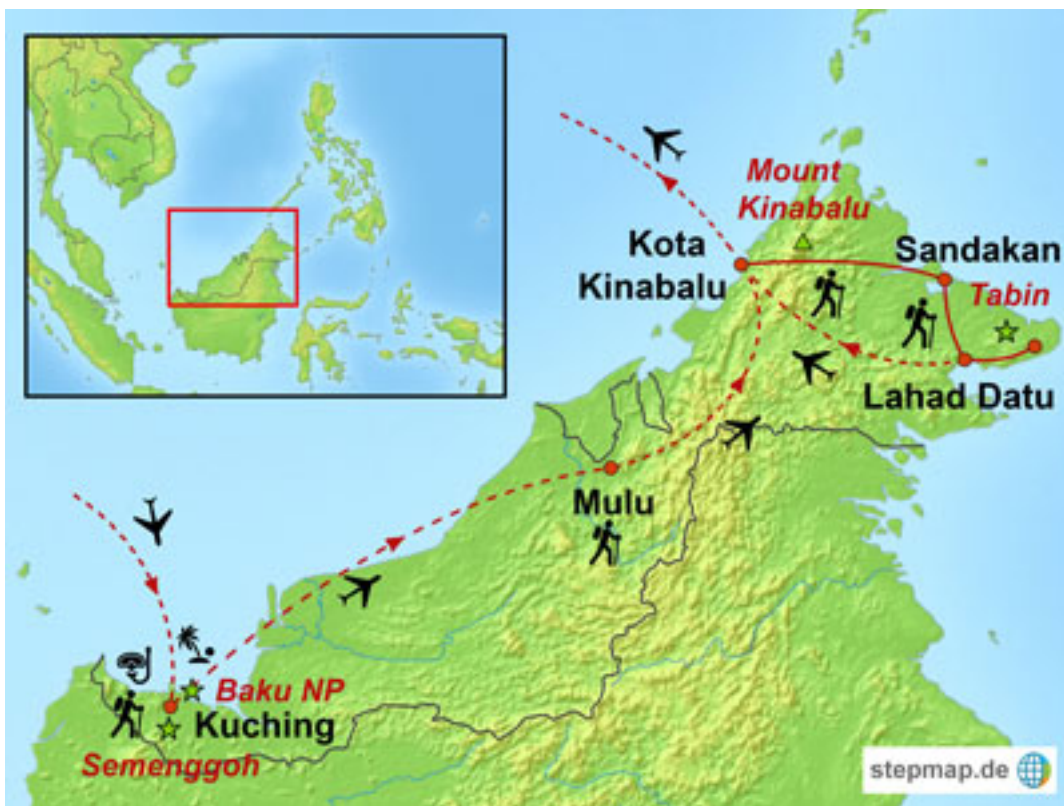 Mount
Kinabalu
Kota
Kinabalu
Sandakan
Tabin
Lahad Datu
Mulu
Baku NP
Kuching
Semenggoh
stepmap.de